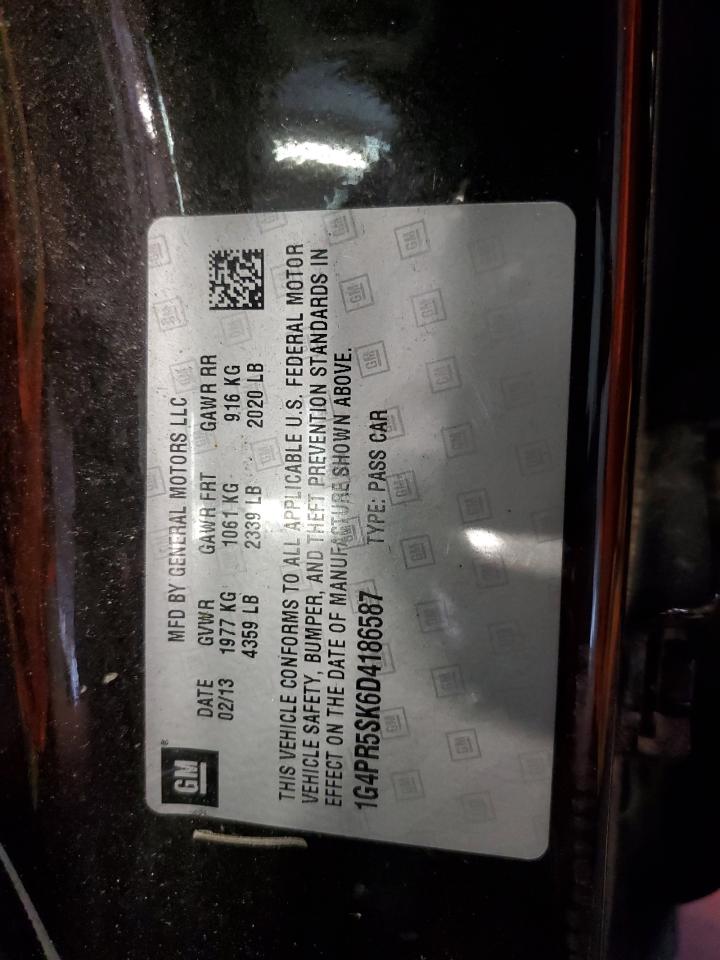 GM ®
MFD BY GENERAL MOTORS LLC
DATE GVWR GAWR FRT GAWR RR
02/13 1977 KG 1061 KG 916 KG
4359 LB 2339 LB 2020 LB
THIS VEHICLE CONFORMS TO ALL APPLICABLE U.S. FEDERAL MOTOR
VEHICLE SAFETY, BUMPER, AND THEFT PREVENTION STANDARDS IN
EFFECT ON THE DATE OF MANUFACTURE SHOWN ABOVE.
1G4PR5SK6D4186587 TYPE: PASS CAR